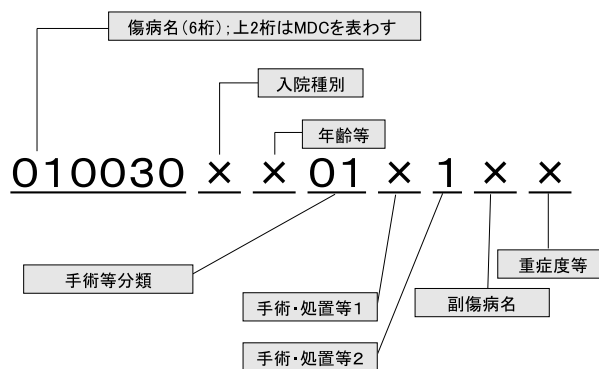 傷病名(6桁);上2桁はMDCを表わす
入院種別
年齢等
010030 × × 01 × 1 × ×
手術等分類
重症度等
手術・処置等1
副傷病名
手術・処置等2